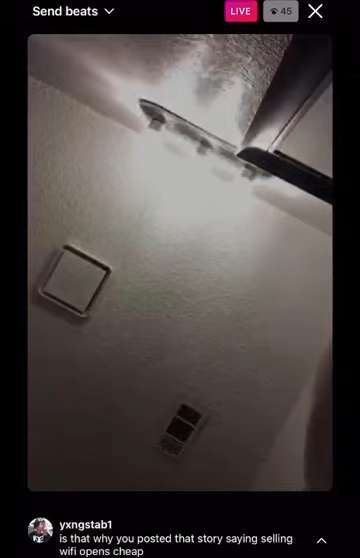 Send beats
LIVE
45
yxngstab1
is that why you posted that story saying selling
wifi opens cheap